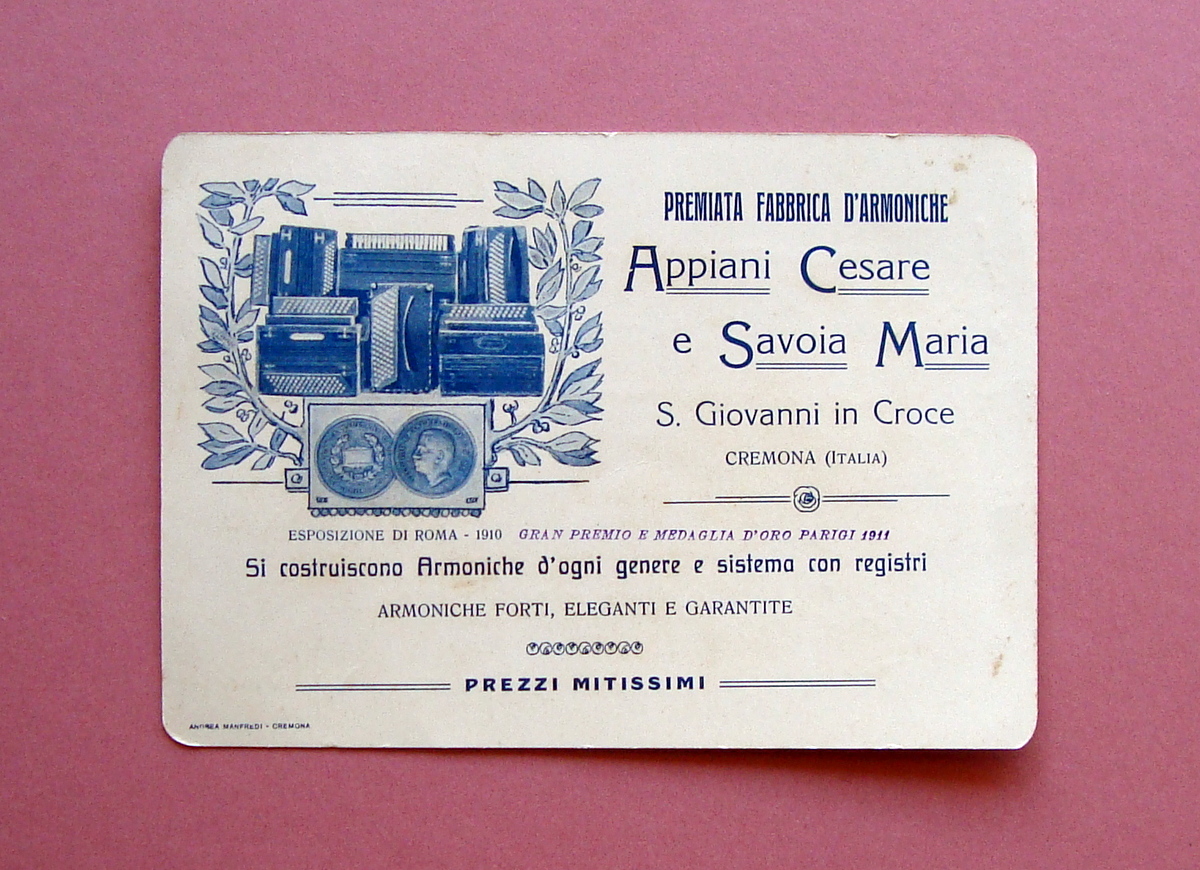 PREMIATA FABBRICA D'ARMONICHE
Appiani Cesare
e Savoia Maria
S. Giovanni in Croce
CREMONA (ITALIA)
ESPOSIZIONE DI ROMA - 1910 GRAN PREMIO E MEDAGLIA D'ORO PARIGI 1911
Si costruiscono Armoniche d'ogni genere e sistema con registri
ARMONICHE FORTI, ELEGANTI E GARANTITE
PREZZI MITISSIMI
ANDREA MANFREDI - CREMONA